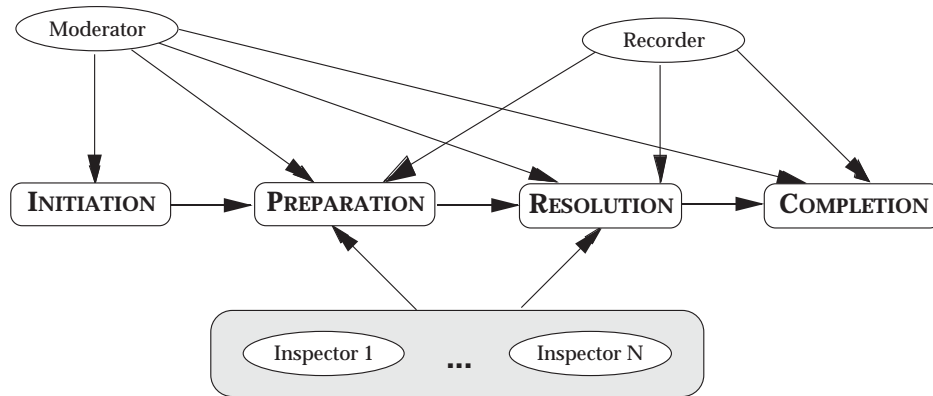 Moderator
Recorder
INITIATION
PREPARATION
RESOLUTION
COMPLETION
Inspector 1
...
Inspector N